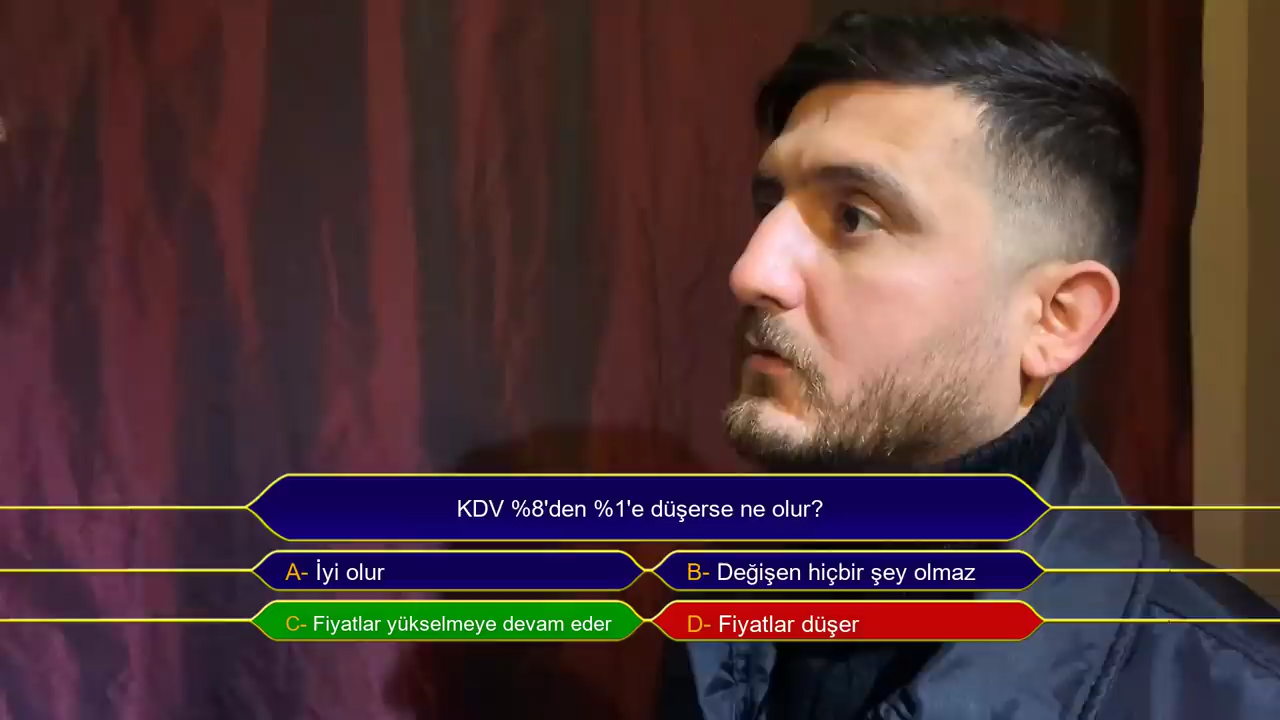 KDV %8'den %1'e düşerse ne olur?
A- İyi olur
B- Değişen hiçbir şey olmaz
C- Fiyatlar yükselmeye devam eder
D- Fiyatlar düşer